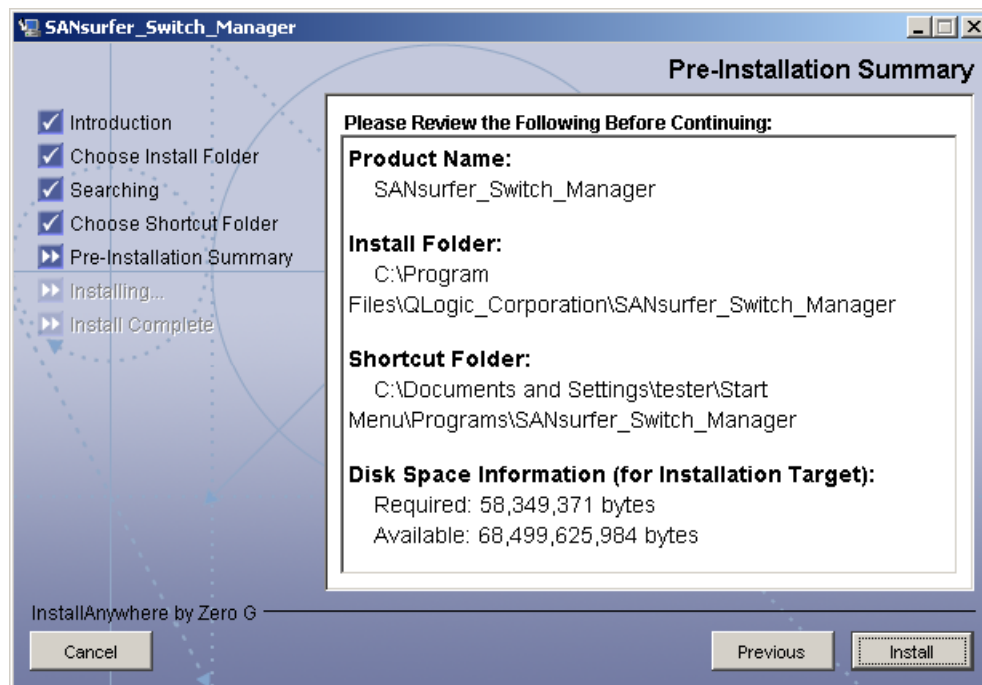 SANsurfer_Switch_Manager
Pre-Installation Summary
Introduction
Choose Install Folder
Searching
Choose Shortcut Folder
Pre-Installation Summary
Installing...
Install Complete
Please Review the Following Before Continuing:
Product Name:
SANsurfer_Switch_Manager
Install Folder:
C:\Program
Files\QLogic_Corporation\SANsurfer_Switch_Manager
Shortcut Folder:
C:\Documents and Settings\tester\Start
Menu\Programs\SANsurfer_Switch_Manager
Disk Space Information (for Installation Target):
Required: 58,349,371 bytes
Available: 68,499,625,984 bytes
InstallAnywhere by Zero G
Cancel
Previous
Install